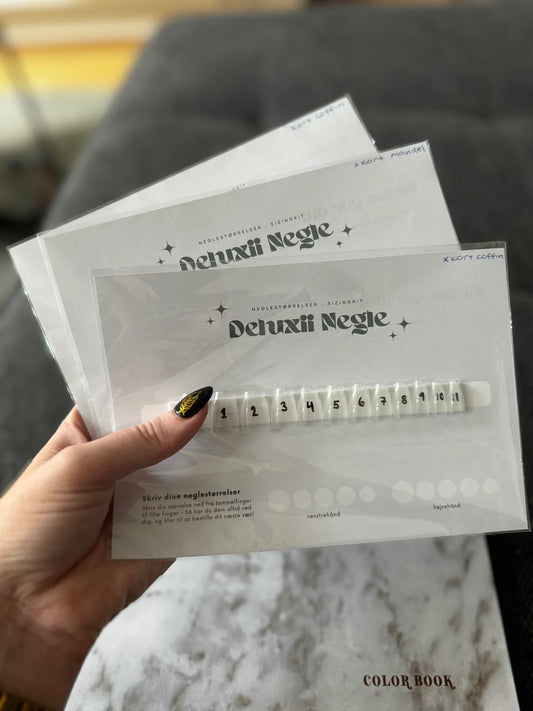 kort coffin
x kort mandel
NEGLESTØRRELSER - SIZINGKIT
Deluxii Negle
x kort coffin
NEGLESTØRRELSER - SIZINGKIT
Deluxii Negle
1 2 3 4 5 6 7 8 9 10 11
Skriv dine neglestørrelser
Skriv din størrelse ned fra tommelfinger
til lille finger - Så har du den altid ved
dig, og klar til at bestille dit næste sæt!
venstrehånd
højrehånd
COLOR BOOK